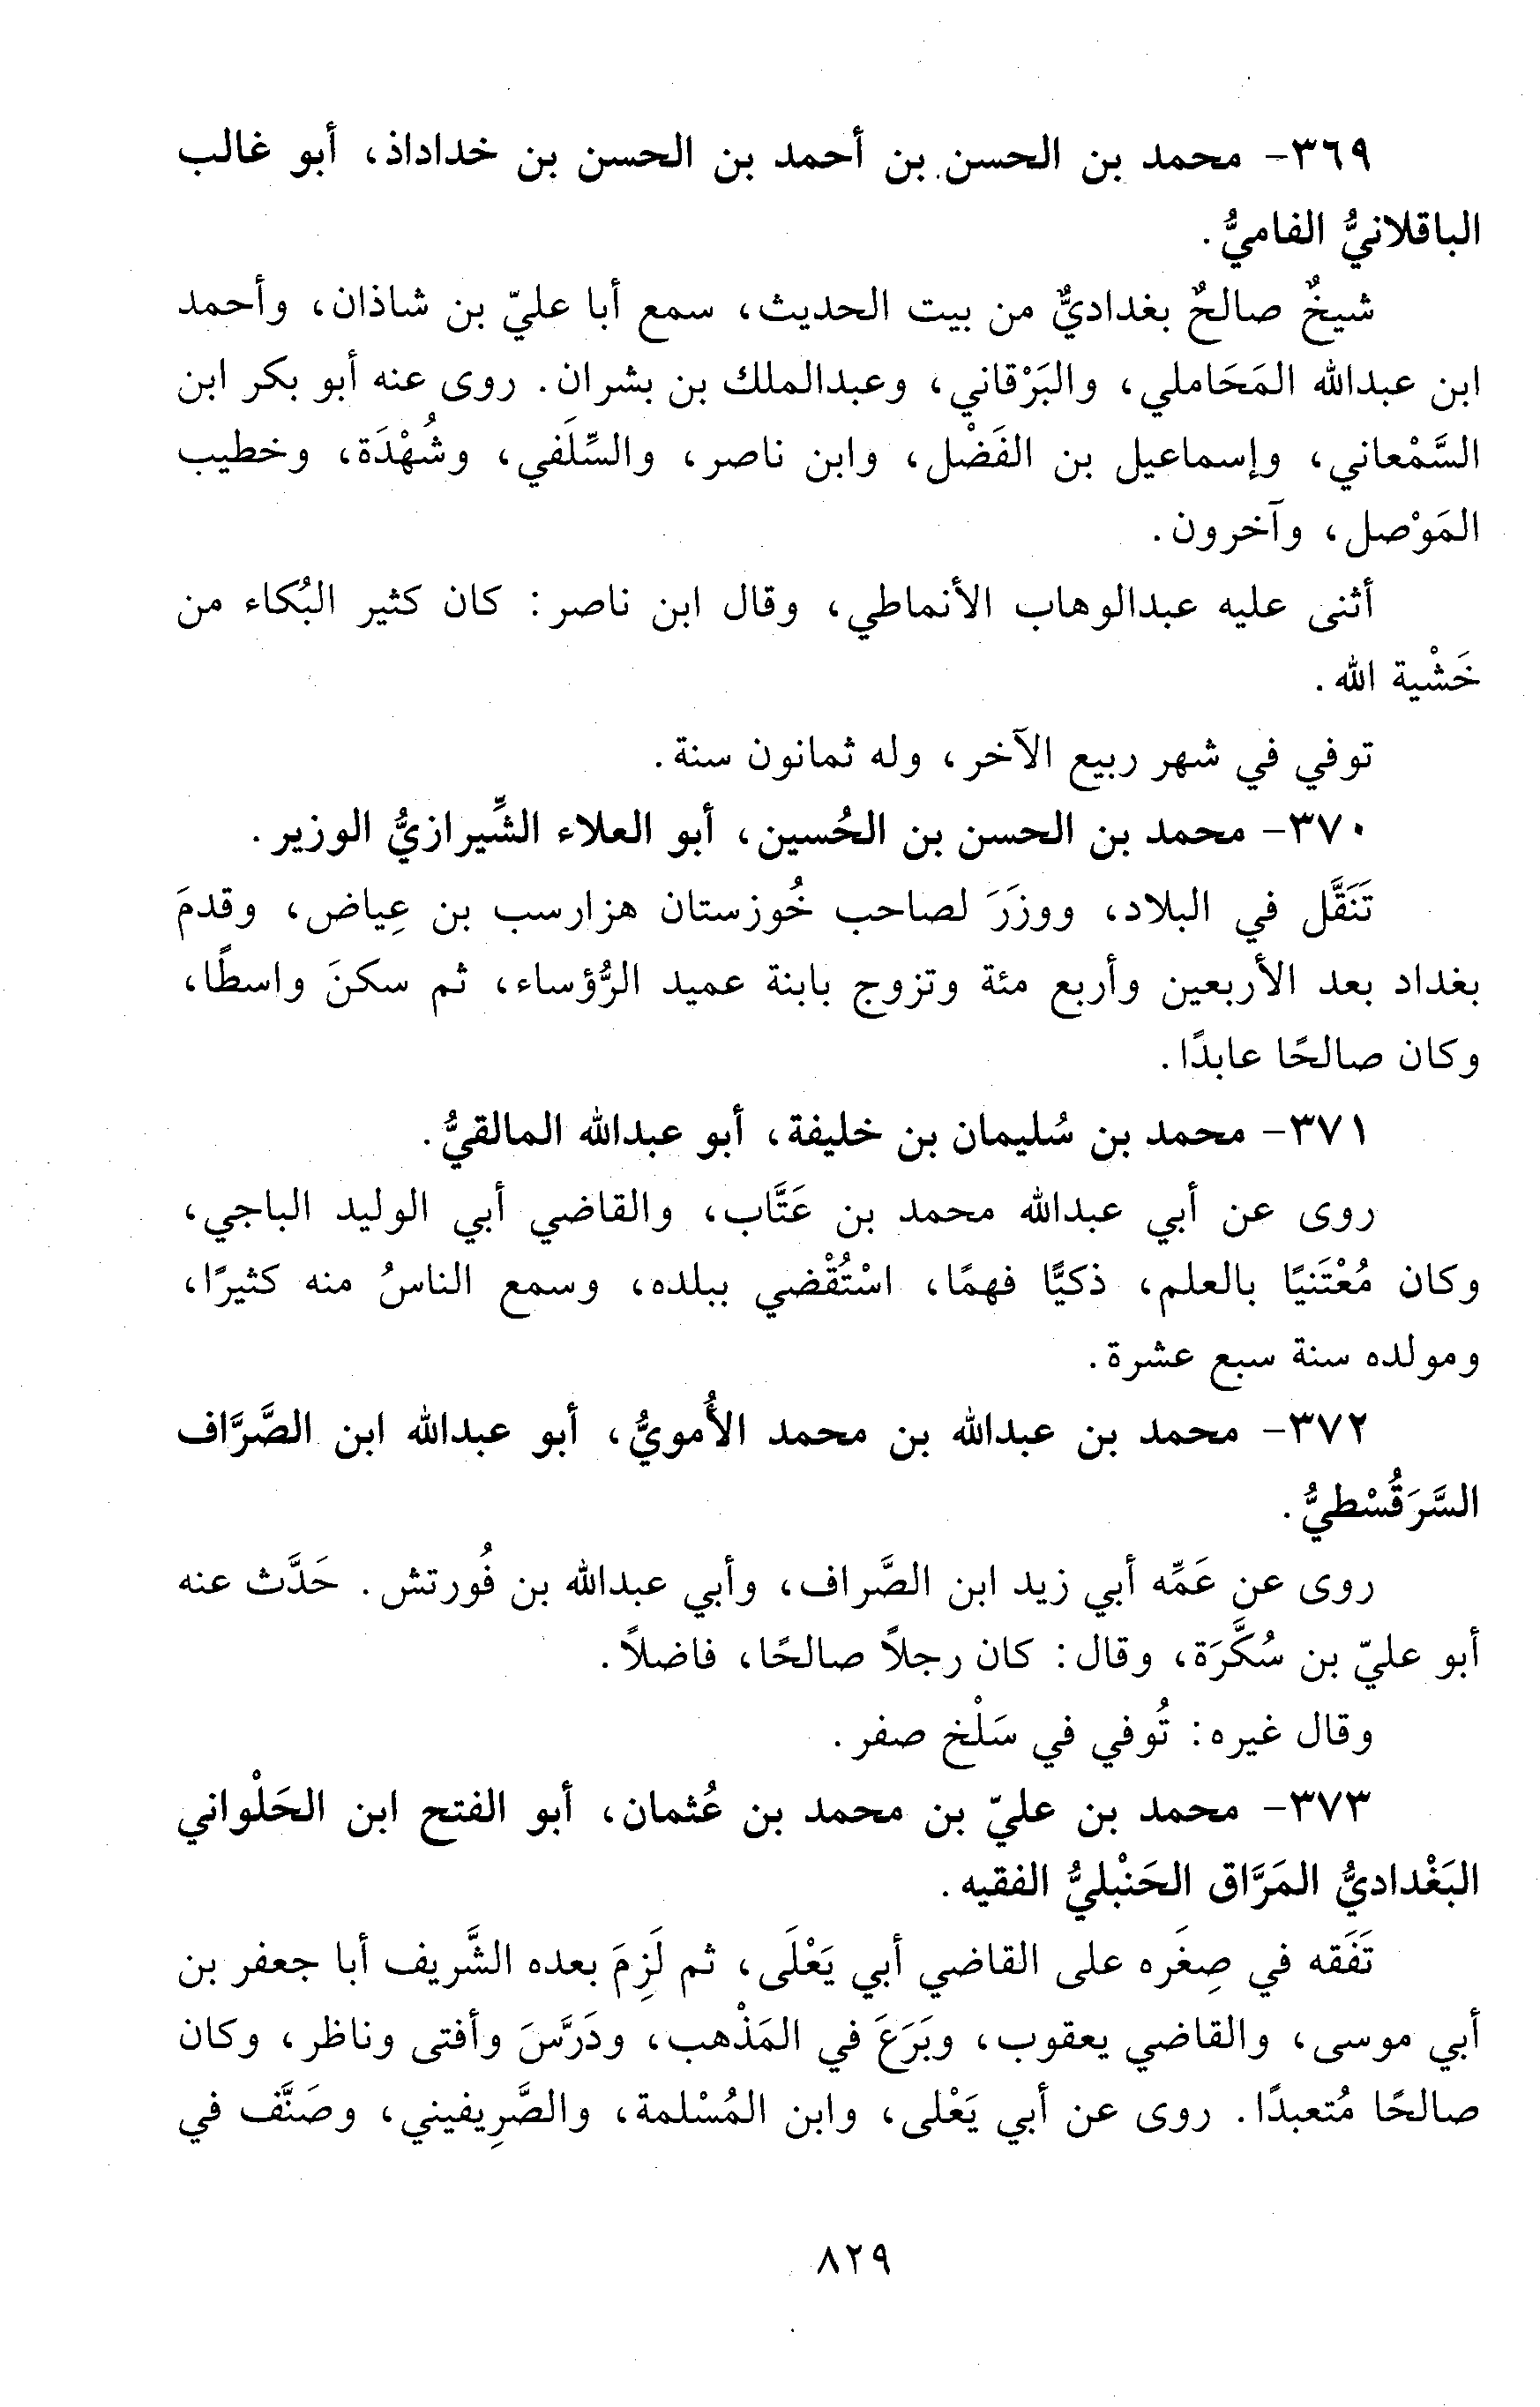 ٣٦٩- محمد بن الحسن بن أحمد بن الحسن بن خداداذ، أبو غالب
الباقلانيُّ الفاميُّ.
شيخٌ صالحٌ بغداديٌّ من بيت الحديث، سمع أبا عليّ بن شاذان، وأحمد
ابن عبدالله المَحَاملي، والبَرْقاني، وعبدالملك بن بشران. روى عنه أبو بكر ابن
السَّمْعاني، وإسماعيل بن الفَضْل، وابن ناصر، والسِّلَفي، وشُهْدَة، وخطيب
المَوْصل، وآخرون.
أثنى عليه عبدالوهاب الأنماطي، وقال ابن ناصر: كان كثير البُكاء من
خَشْية الله.
توفي في شهر ربيع الآخر، وله ثمانون سنة.
٣٧٠- محمد بن الحسن بن الحُسين، أبو العلاء الشِّيرازيُّ الوزير.
تَنَقَّل في البلاد، ووزَرَ لصاحب خُوزستان هزارسب بن عِياض، وقدمَ
بغداد بعد الأربعين وأربع مئة وتزوج بابنة عميد الرُّؤساء، ثم سكنَ واسطًا،
وكان صالحًا عابدًا.
٣٧١- محمد بن سُليمان بن خليفة، أبو عبدالله المالقيُّ.
روى عن أبي عبدالله محمد بن عَتَّاب، والقاضي أبي الوليد الباجي،
وكان مُعْتَنيًا بالعلم، ذكيًّا فهمًا، اسْتُقْضي ببلده، وسمع الناسُ منه كثيرًا،
ومولده سنة سبع عشرة.
٣٧٢- محمد بن عبدالله بن محمد الأُمويُّ، أبو عبدالله ابن الصَّرَّاف
السَّرَقُسْطيُّ.
روى عن عَمِّه أبي زيد ابن الصَّراف، وأبي عبدالله بن فُورتش. حَدَّث عنه
أبو عليّ بن سُكَّرَة، وقال: كان رجلاً صالحًا، فاضلاً.
وقال غيره: تُوفي في سَلْخ صفر.
٣٧٣- محمد بن عليّ بن محمد بن عُثمان، أبو الفتح ابن الحَلْواني
البَغْداديُّ المَرَّاق الحَنْبليُّ الفقيه.
تَفَقه في صِغَره على القاضي أبي يَعْلَى، ثم لَزِمَ بعده الشَّريف أبا جعفر بن
أبي موسى، والقاضي يعقوب، وبَرَعَ في المَذْهب، ودَرَّسَ وأفتى وناظر، وكان
صالحًا مُتعبدًا. روى عن أبي يَعْلى، وابن المُسْلمة، والصَّرِيفيني، وصَنَّف في
٨٢٩